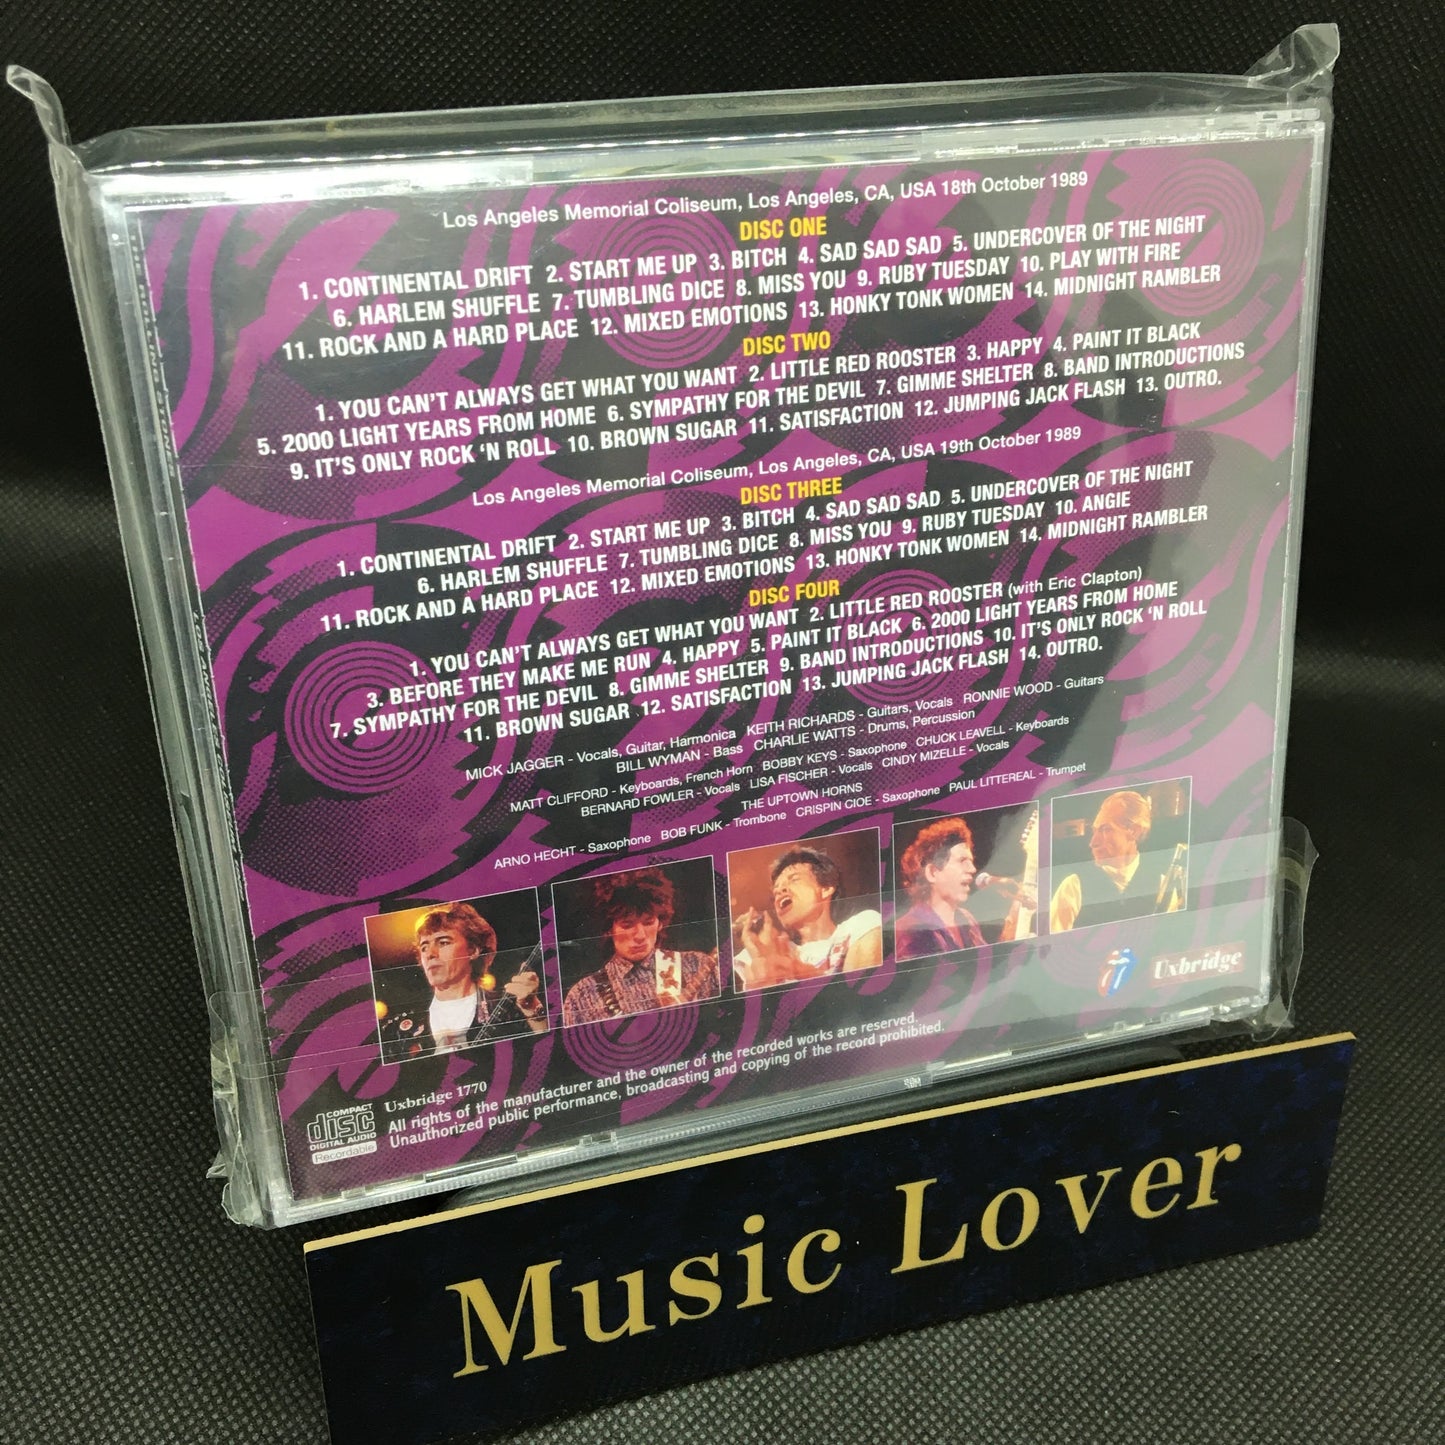 Los Angeles Memorial Coliseum, Los Angeles, CA, USA 18th October 1989
DISC ONE
1. CONTINENTAL DRIFT 2. START ME UP 3. BITCH 4. SAD SAD SAD 5. UNDERCOVER OF THE NIGHT
6. HARLEM SHUFFLE 7. TUMBLING DICE 8. MISS YOU 9. RUBY TUESDAY 10. PLAY WITH FIRE
11. ROCK AND A HARD PLACE 12. MIXED EMOTIONS 13. HONKY TONK WOMEN 14. MIDNIGHT RAMBLER
DISC TWO
1. YOU CAN'T ALWAYS GET WHAT YOU WANT 2. LITTLE RED ROOSTER 3. HAPPY 4. PAINT IT BLACK
5. 2000 LIGHT YEARS FROM HOME 6. SYMPATHY FOR THE DEVIL 7. GIMME SHELTER 8. BAND INTRODUCTIONS
9. IT'S ONLY ROCK 'N ROLL 10. BROWN SUGAR 11. SATISFACTION 12. JUMPING JACK FLASH 13. OUTRO.
Los Angeles Memorial Coliseum, Los Angeles, CA, USA 19th October 1989
DISC THREE
1. CONTINENTAL DRIFT 2. START ME UP 3. BITCH 4. SAD SAD SAD 5. UNDERCOVER OF THE NIGHT
6. HARLEM SHUFFLE 7. TUMBLING DICE 8. MISS YOU 9. RUBY TUESDAY 10. ANGIE
11. ROCK AND A HARD PLACE 12. MIXED EMOTIONS 13. HONKY TONK WOMEN 14. MIDNIGHT RAMBLER
DISC FOUR
1. YOU CAN'T ALWAYS GET WHAT YOU WANT 2. LITTLE RED ROOSTER (with Eric Clapton)
3. BEFORE THEY MAKE ME RUN 4. HAPPY 5. PAINT IT BLACK 6. 2000 LIGHT YEARS FROM HOME
7. SYMPATHY FOR THE DEVIL 8. GIMME SHELTER 9. BAND INTRODUCTIONS 10. IT'S ONLY ROCK 'N ROLL
11. BROWN SUGAR 12. SATISFACTION 13. JUMPING JACK FLASH 14. OUTRO.
MICK JAGGER - Vocals, Guitar, Harmonica KEITH RICHARDS - Guitars, Vocals RONNIE WOOD - Guitars
BILL WYMAN - Bass CHARLIE WATTS - Drums, Percussion
MATT CLIFFORD - Keyboards, French Horn BOBBY KEYS - Saxophone CHUCK LEAVELL - Keyboards
BERNARD FOWLER - Vocals LISA FISCHER - Vocals CINDY MIZELLE - Vocals
THE UPTOWN HORNS
ARNO HECHT - Saxophone BOB FUNK - Trombone CRISPIN CIOE - Saxophone PAUL LITTEREAL - Trumpet
Uxbridge
COMPACT disc DIGITAL AUDIO
Recordable
Uxbridge 1770
All rights of the manufacturer and the owner of the recorded works are reserved.
Unauthorized public performance, broadcasting and copying of the record prohibited.
Music Lover